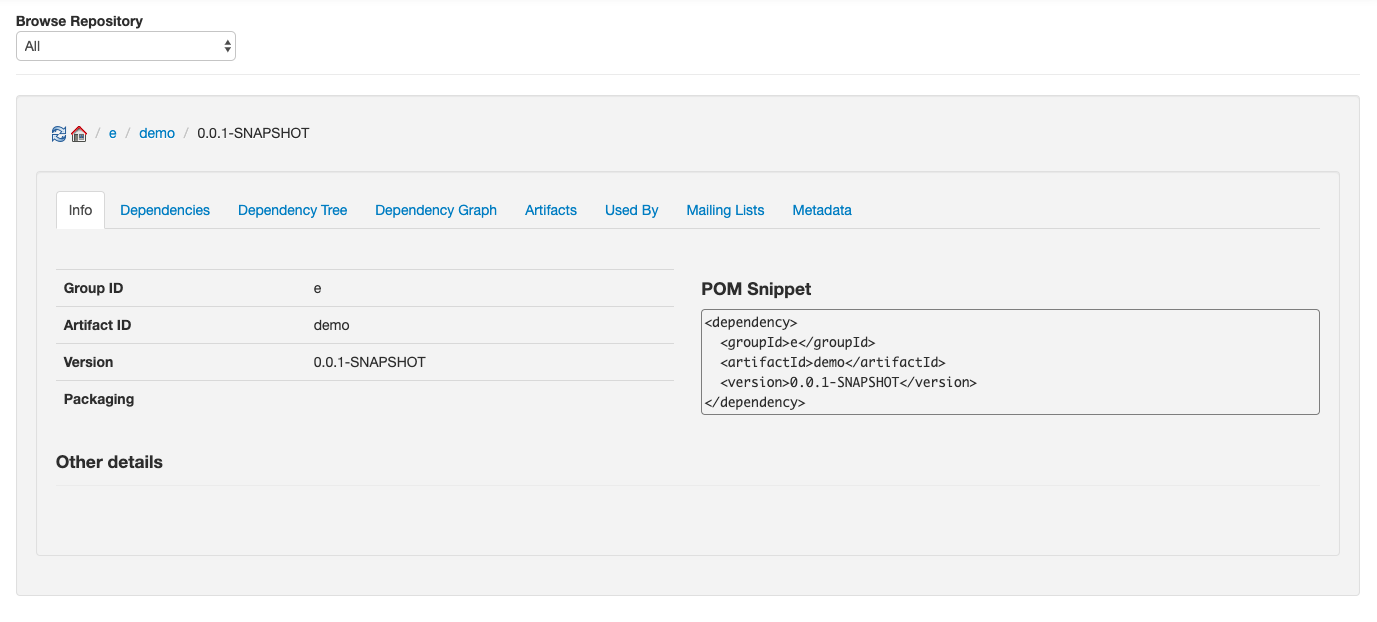 Browse Repository
All
/ e / demo / 0.0.1-SNAPSHOT
Info Dependencies Dependency Tree Dependency Graph Artifacts Used By Mailing Lists Metadata
Group ID e
Artifact ID demo
Version 0.0.1-SNAPSHOT
Packaging
POM Snippet
<dependency>
  <groupId>e</groupId>
  <artifactId>demo</artifactId>
  <version>0.0.1-SNAPSHOT</version>
</dependency>
Other details